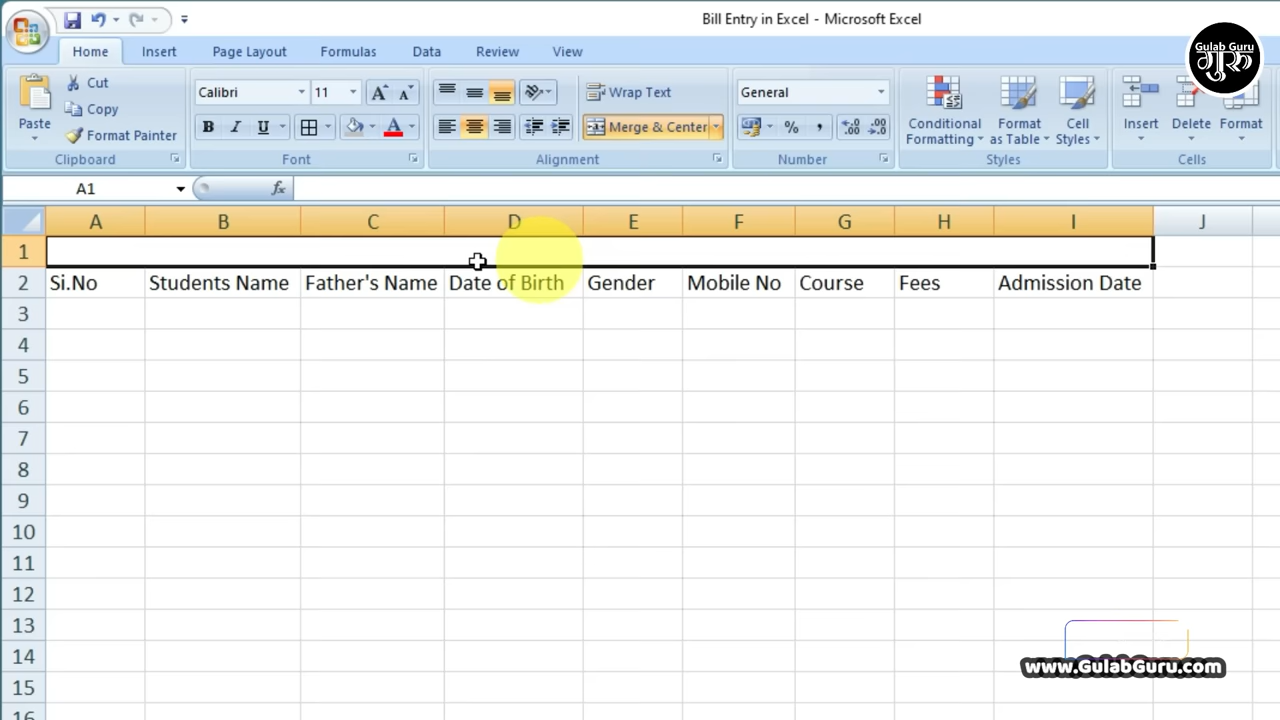 Bill Entry in Excel - Microsoft Excel
Gulab Guru
गुरू
Home Insert Page Layout Formulas Data Review View
Paste
Cut
Copy
Format Painter
Clipboard
Calibri 11
B I U
Font
Wrap Text
Merge & Center
Alignment
General
% , .00
Number
Conditional Formatting
Format as Table
Cell Styles
Styles
Insert Delete Format
Cells
A1 fx
A B C D E F G H I J
1
2 Si.No Students Name Father's Name Date of Birth Gender Mobile No Course Fees Admission Date
3
4
5
6
7
8
9
10
11
12
13
14
www.GulabGuru.com
15
16